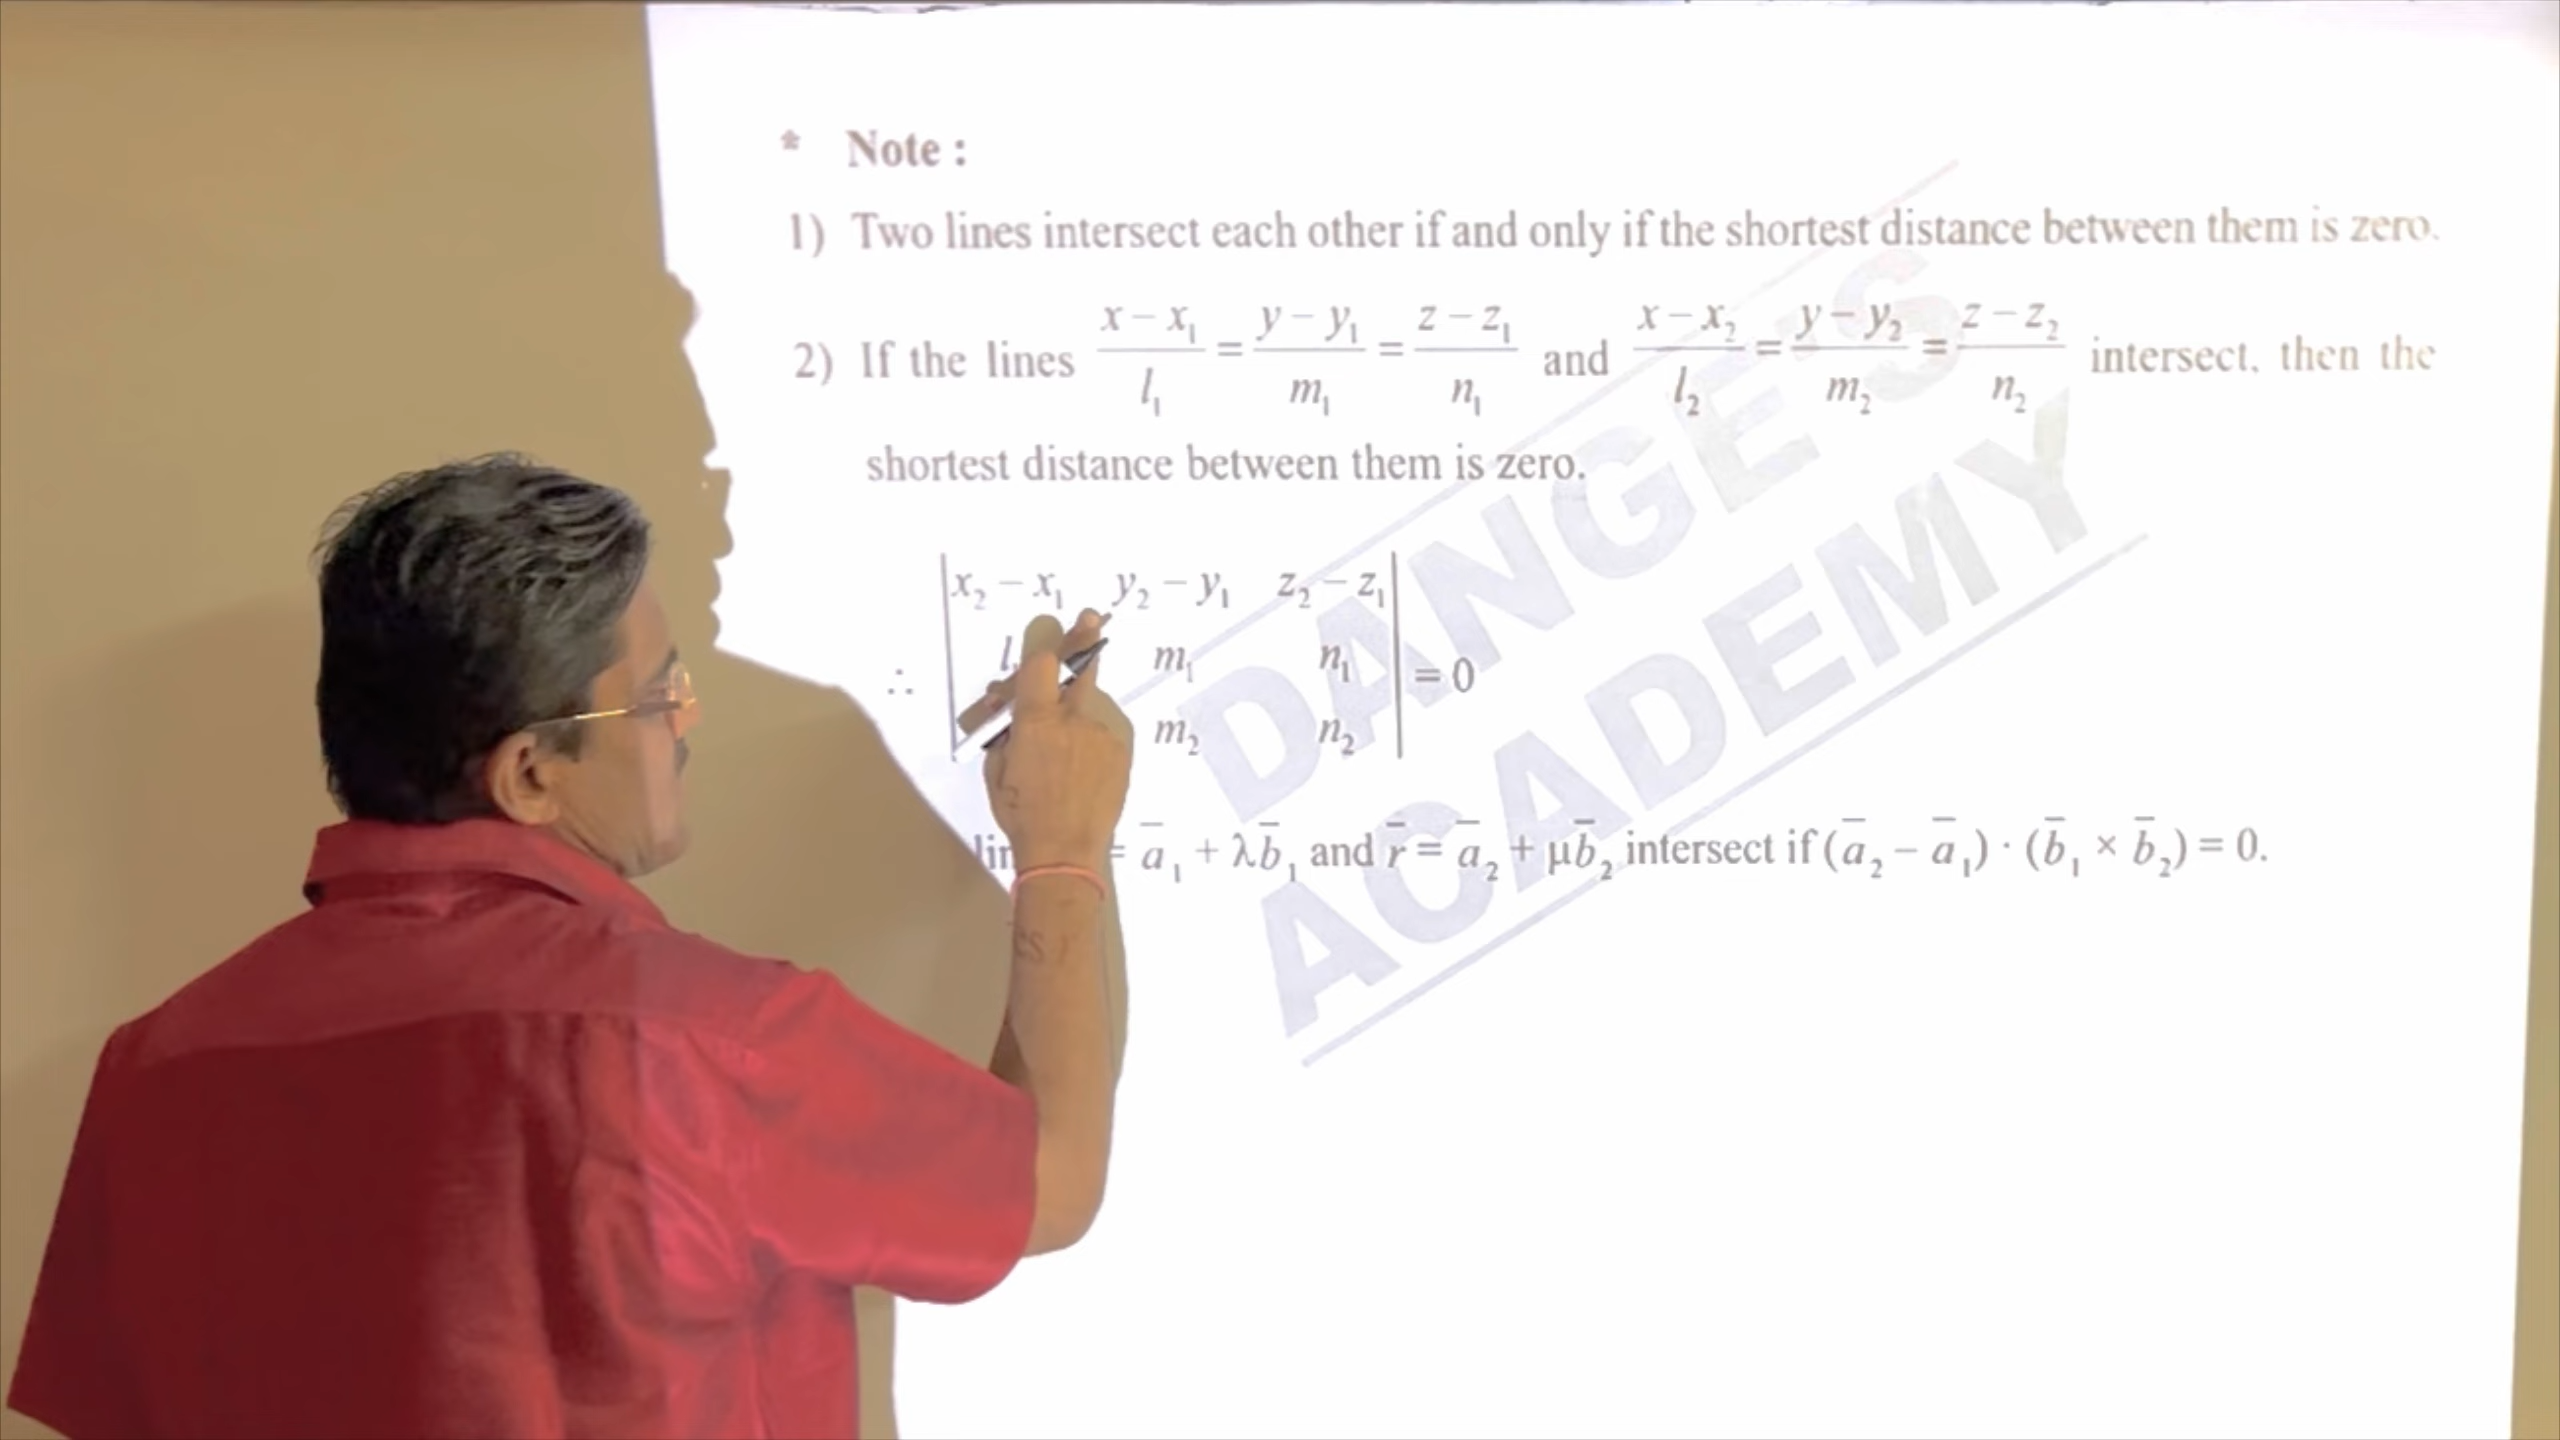 * Note :
1) Two lines intersect each other if and only if the shortest distance between them is zero.
2) If the lines (x − x₁)/l₁ = (y − y₁)/m₁ = (z − z₁)/n₁ and (x − x₂)/l₂ = (y − y₂)/m₂ = (z − z₂)/n₂ intersect, then the
shortest distance between them is zero.
| x₂ − x₁ y₂ − y₁ z₂ − z₁ |
∴ | l₁ m₁ n₁ | = 0
| l₂ m₂ n₂ |
= a̅₁ + λb̅₁ and r̅ = a̅₂ + μb̅₂ intersect if (a̅₂ − a̅₁) · (b̅₁ × b̅₂) = 0.
DANGE'S
ACADEMY